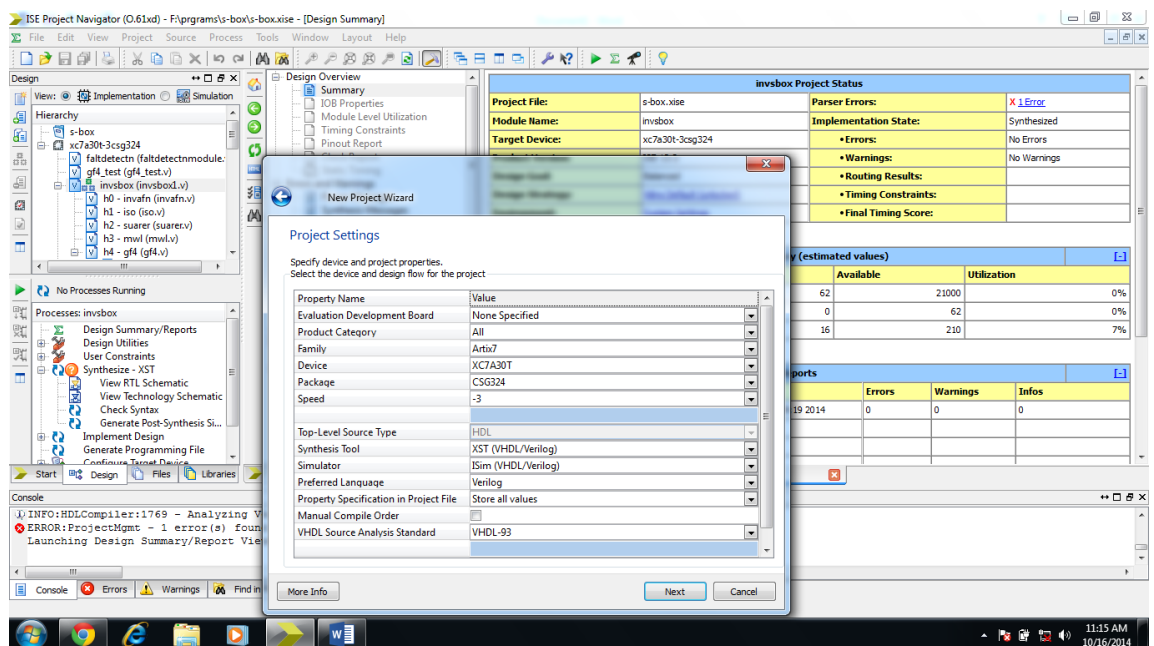 ISE Project Navigator (O.61xd) - F:\prgrams\s-box\s-box.xise - [Design Summary]
File Edit View Project Source Process Tools Window Layout Help
Design
View: Implementation Simulation
Hierarchy
s-box
xc7a30t-3csg324
faltdetectn (faltdetectnmodule.
gf4_test (gf4_test.v)
invsbox (invsbox1.v)
h0 - invafn (invafn.v)
h1 - iso (iso.v)
h2 - suarer (suarer.v)
h3 - mwl (mwl.v)
h4 - gf4 (gf4.v)
No Processes Running
Processes: invsbox
Design Summary/Reports
Design Utilities
User Constraints
Synthesize - XST
View RTL Schematic
View Technology Schematic
Check Syntax
Generate Post-Synthesis Si...
Implement Design
Generate Programming File
Configure Target Device
Start Design Files Libraries
Design Overview
Summary
IOB Properties
Module Level Utilization
Timing Constraints
Pinout Report
invsbox Project Status
Project File: s-box.xise Parser Errors: X 1 Error
Module Name: invsbox Implementation State: Synthesized
Target Device: xc7a30t-3csg324 •Errors: No Errors
•Warnings: No Warnings
•Routing Results:
•Timing Constraints:
•Final Timing Score:
(estimated values) [-]
Available Utilization
62 21000 0%
0 62 0%
16 210 7%
ports [-]
Errors Warnings Infos
19 2014 0 0 0
New Project Wizard
Project Settings
Specify device and project properties.
Select the device and design flow for the project
Property Name Value
Evaluation Development Board None Specified
Product Category All
Family Artix7
Device XC7A30T
Package CSG324
Speed -3
Top-Level Source Type HDL
Synthesis Tool XST (VHDL/Verilog)
Simulator ISim (VHDL/Verilog)
Preferred Language Verilog
Property Specification in Project File Store all values
Manual Compile Order
VHDL Source Analysis Standard VHDL-93
More Info Next Cancel
Console
INFO:HDLCompiler:1769 - Analyzing V
ERROR:ProjectMgmt - 1 error(s) foun
Launching Design Summary/Report Vie
Console Errors Warnings Find in
11:15 AM
10/16/2014